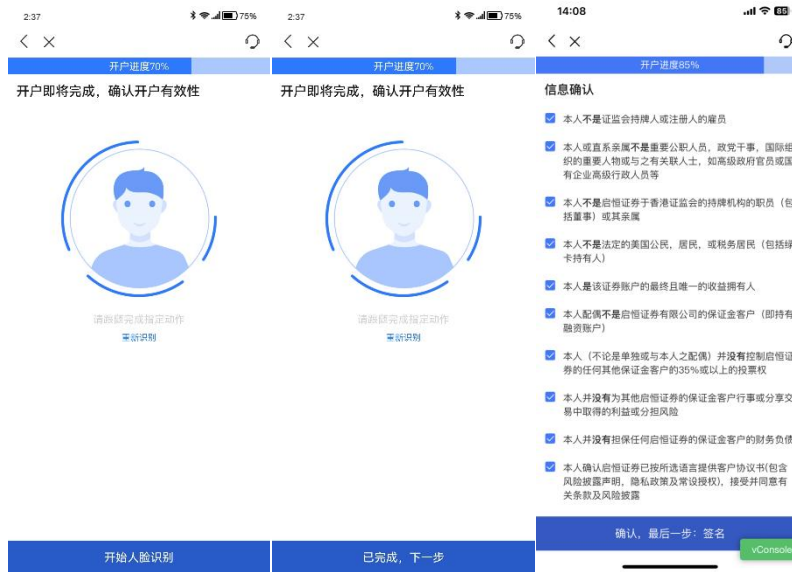 2:37
75%
开户进度70%
开户即将完成，确认开户有效性
请跟随完成指定动作
重新识别
开始人脸识别
2:37
75%
开户进度70%
开户即将完成，确认开户有效性
请跟随完成指定动作
重新识别
已完成，下一步
14:08
85
开户进度85%
信息确认
本人不是证监会持牌人或注册人的雇员
本人或直系亲属不是重要公职人员，政党干事，国际组
织的重要人物或与之有关联人士，如高级政府官员或国
有企业高级行政人员等
本人不是启恒证券于香港证监会的持牌机构的职员（包
括董事）或其亲属
本人不是法定的美国公民，居民，或税务居民（包括绿
卡持有人）
本人是该证券账户的最终且唯一的收益拥有人
本人配偶不是启恒证券有限公司的保证金客户（即持有
融资账户）
本人（不论是单独或与本人之配偶）并没有控制启恒证
券的任何其他保证金客户的35%或以上的投票权
本人并没有为其他启恒证券的保证金客户行事或分享交
易中取得的利益或分担风险
本人并没有担保任何启恒证券的保证金客户的财务负债
本人确认启恒证券已按所选语言提供客户协议书(包含
风险披露声明，隐私政策及常设授权)，接受并同意有
关条款及风险披露
确认，最后一步：签名
vConsole